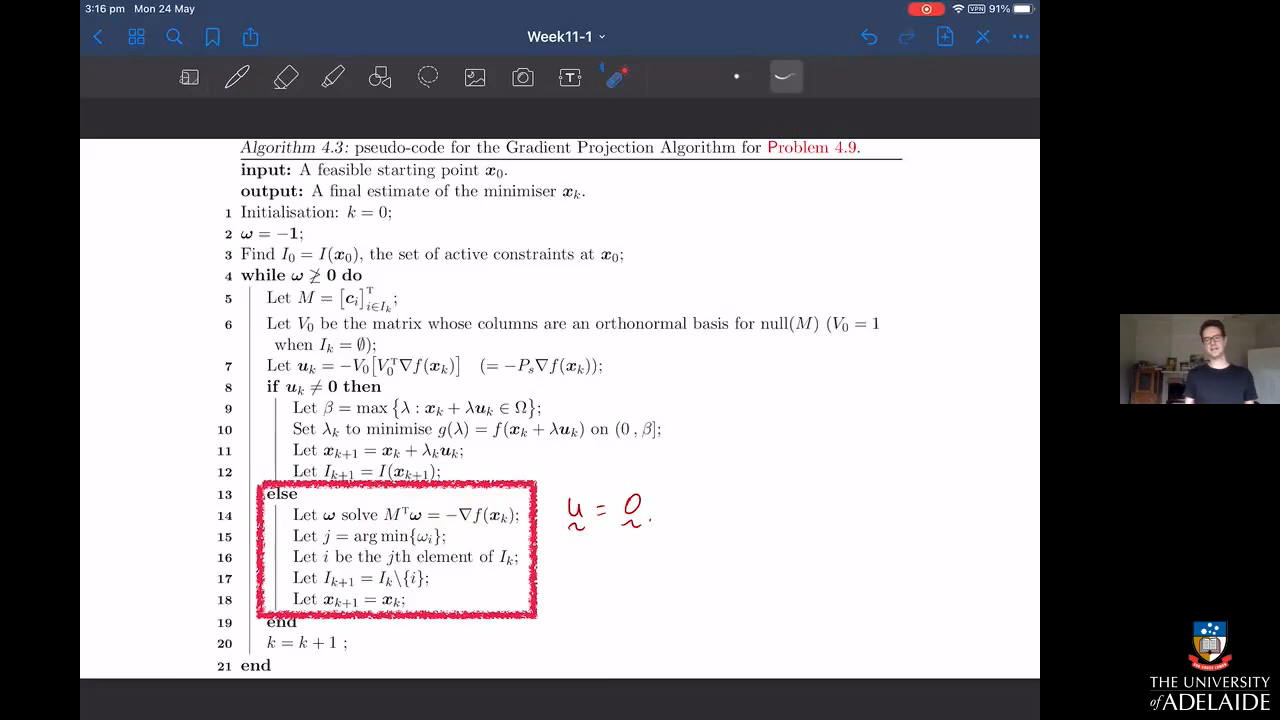 3:16 pm Mon 24 May
VPN 91%
Week11-1
T
Algorithm 4.3: pseudo-code for the Gradient Projection Algorithm for Problem 4.9.
input: A feasible starting point x₀.
output: A final estimate of the minimiser xₖ.
1 Initialisation: k = 0;
2 ω = −1;
3 Find I₀ = I(x₀), the set of active constraints at x₀;
4 while ω ≱ 0 do
5 Let M = [cᵢ]ᵀ_{i∈Iₖ};
6 Let V₀ be the matrix whose columns are an orthonormal basis for null(M) (V₀ = 1
when Iₖ = ∅);
7 Let uₖ = −V₀[V₀ᵀ∇f(xₖ)] (= −Pₛ∇f(xₖ));
8 if uₖ ≠ 0 then
9 Let β = max{λ : xₖ + λuₖ ∈ Ω};
10 Set λₖ to minimise g(λ) = f(xₖ + λuₖ) on (0, β];
11 Let xₖ₊₁ = xₖ + λₖuₖ;
12 Let Iₖ₊₁ = I(xₖ₊₁);
13 else
14 Let ω solve Mᵀω = −∇f(xₖ);
15 Let j = arg min{ωᵢ};
16 Let i be the jth element of Iₖ;
17 Let Iₖ₊₁ = Iₖ\{i};
18 Let xₖ₊₁ = xₖ;
19 end
20 k = k + 1 ;
21 end
u = 0.
THE UNIVERSITY
of ADELAIDE